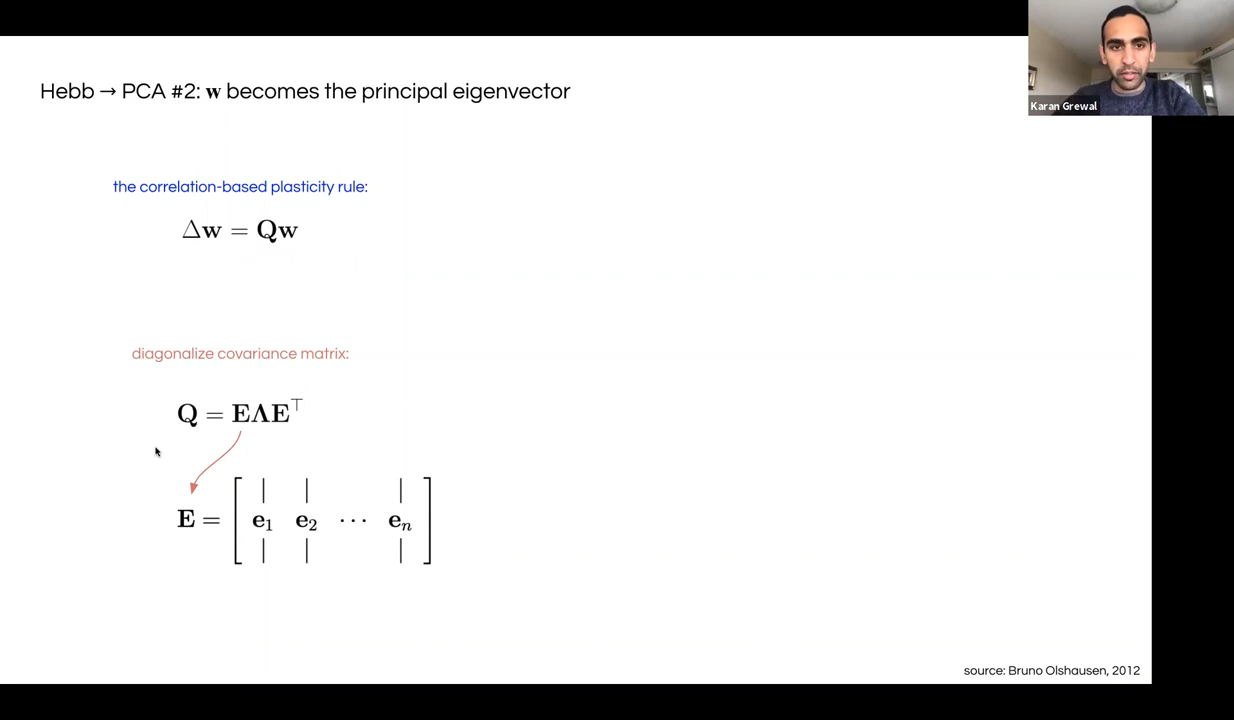 Hebb → PCA #2: w becomes the principal eigenvector
Karan Grewal
the correlation-based plasticity rule:
Δw = Qw
diagonalize covariance matrix:
Q = EΛE⊤
E = [ e₁ e₂ ··· eₙ ]
source: Bruno Olshausen, 2012